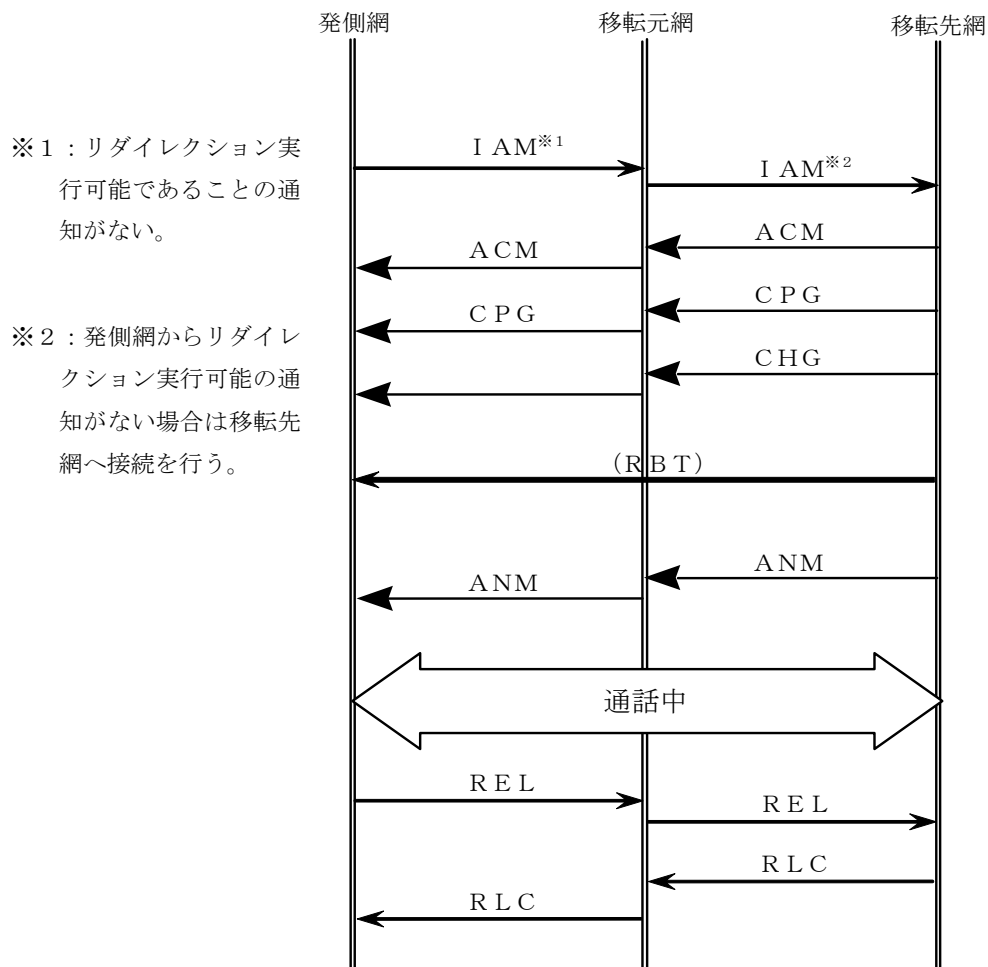 発側網
移転元網
移転先網
※１：リダイレクション実
行可能であることの通
知がない。
※２：発側網からリダイレ
クション実行可能の通
知がない場合は移転先
網へ接続を行う。
ＩＡＭ※1
ＩＡＭ※2
ＡＣＭ
ＡＣＭ
ＣＰＧ
ＣＰＧ
ＣＨＧ
（ＲＢＴ）
ＡＮＭ
ＡＮＭ
通話中
ＲＥＬ
ＲＥＬ
ＲＬＣ
ＲＬＣ